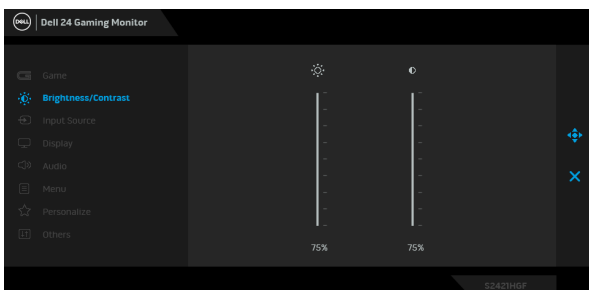 DELL
Dell 24 Gaming Monitor
Game
Brightness/Contrast
Input Source
Display
Audio
Menu
Personalize
Others
75% 75%
S2421HGF